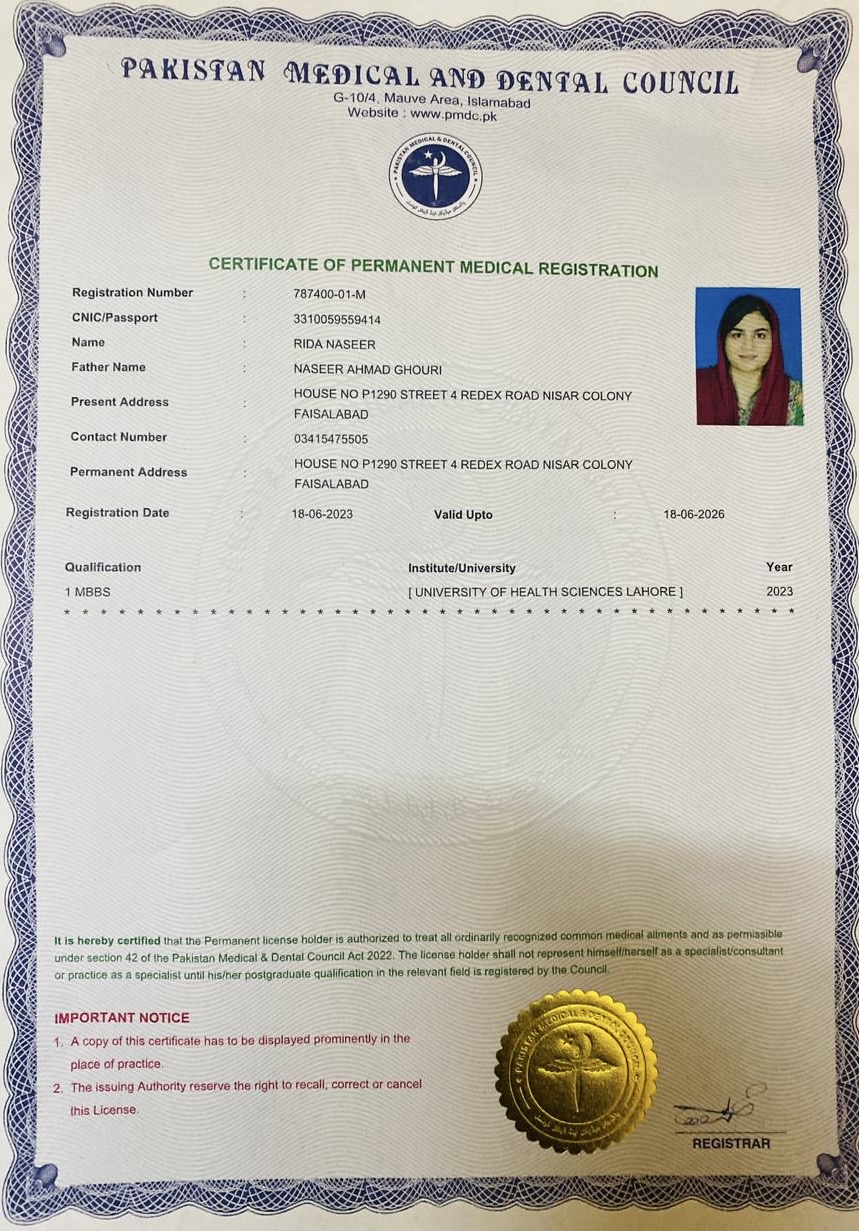 PAKISTAN MEDICAL AND DENTAL COUNCIL
G-10/4, Mauve Area, Islamabad
Website : www.pmdc.pk
PAKISTAN MEDICAL & DENTAL COUNCIL
CERTIFICATE OF PERMANENT MEDICAL REGISTRATION
Registration Number : 787400-01-M
CNIC/Passport : 3310059559414
Name : RIDA NASEER
Father Name : NASEER AHMAD GHOURI
Present Address : HOUSE NO P1290 STREET 4 REDEX ROAD NISAR COLONY
FAISALABAD
Contact Number : 03415475505
Permanent Address : HOUSE NO P1290 STREET 4 REDEX ROAD NISAR COLONY
FAISALABAD
Registration Date : 18-06-2023 Valid Upto : 18-06-2026
Qualification Institute/University Year
1 MBBS [ UNIVERSITY OF HEALTH SCIENCES LAHORE ] 2023
* * * * * * * * * * * * * * * * * * * * * * * * * * * * * * * * * * * * * * * *
It is hereby certified that the Permanent license holder is authorized to treat all ordinarily recognized common medical ailments and as permissible
under section 42 of the Pakistan Medical & Dental Council Act 2022. The license holder shall not represent himself/herself as a specialist/consultant
or practice as a specialist until his/her postgraduate qualification in the relevant field is registered by the Council.
IMPORTANT NOTICE
1. A copy of this certificate has to be displayed prominently in the
place of practice.
2. The issuing Authority reserve the right to recall, correct or cancel
this License.
PAKISTAN MEDICAL & DENTAL COUNCIL
REGISTRAR